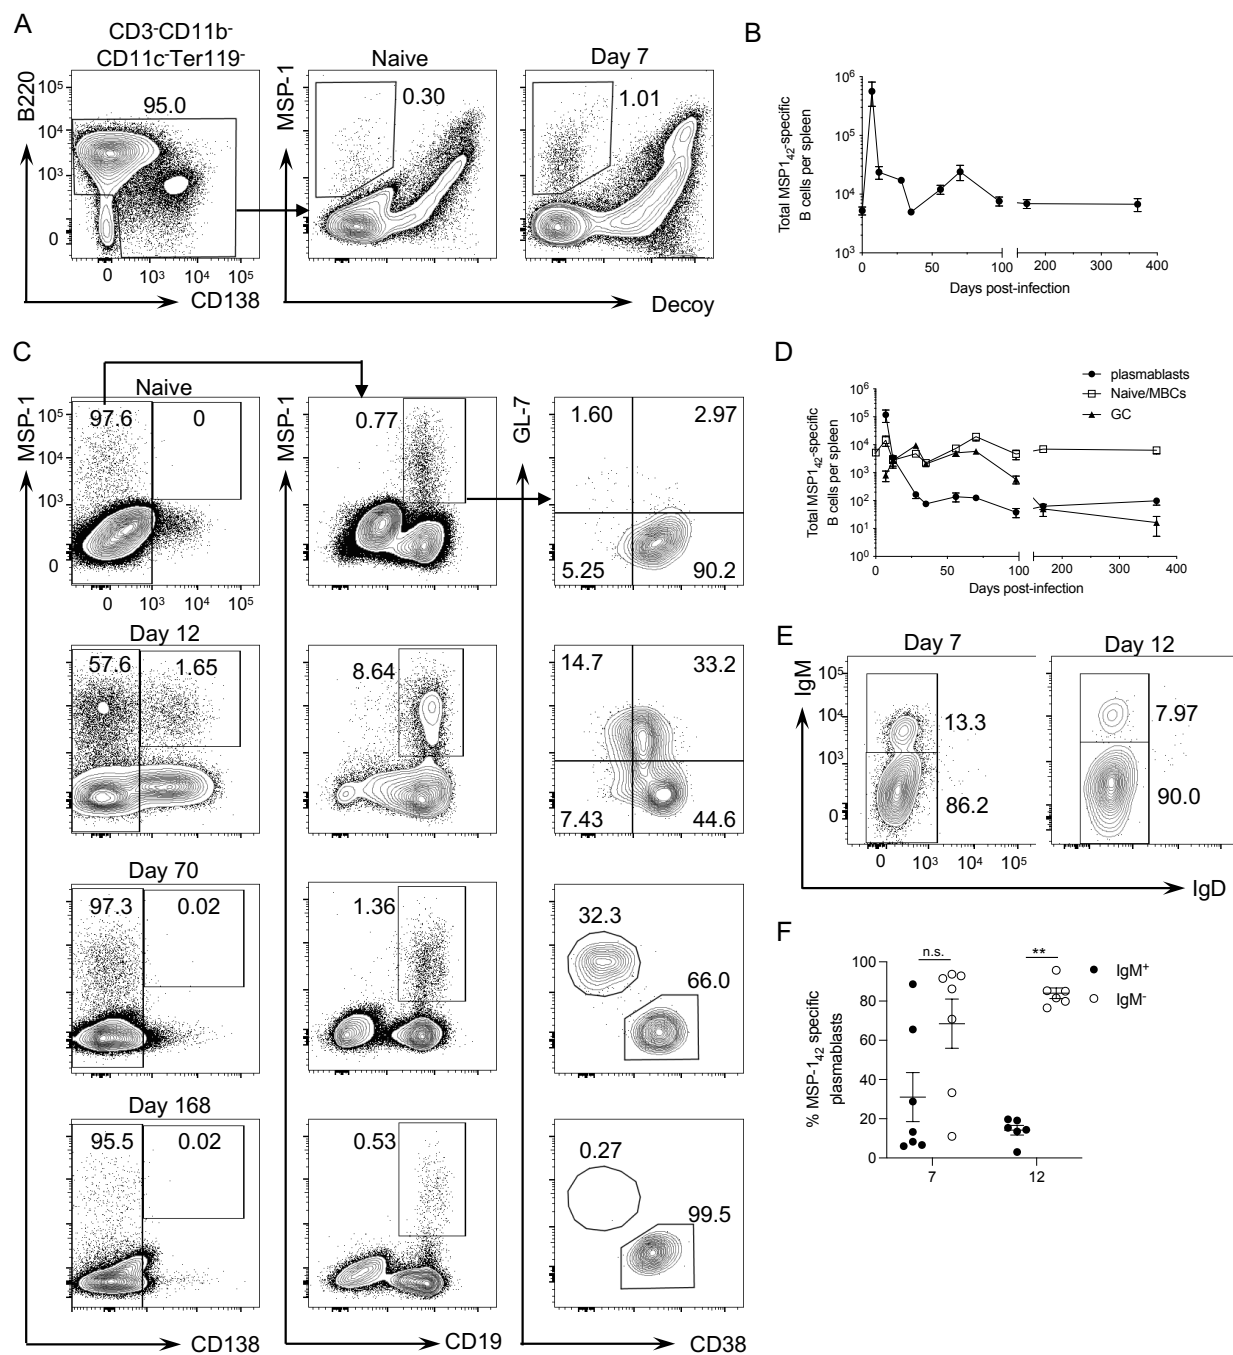 A
CD3-CD11b-
CD11c-Ter119-
B220
10⁵
10⁴
10³
0
95.0
0
10³
10⁴
10⁵
CD138
MSP-1
Naive
0.30
Day 7
1.01
Decoy
B
Total MSP1₄₂-specific
B cells per spleen
10⁶
10⁵
10⁴
10³
0
50
100
200
300
400
Days post-infection
C
MSP-1
Naive
10⁵
10⁴
10³
0
97.6
0
0
10³
10⁴
10⁵
MSP-1
0.77
GL-7
1.60
2.97
5.25
90.2
Day 12
57.6
1.65
8.64
14.7
33.2
7.43
44.6
Day 70
97.3
0.02
1.36
32.3
66.0
Day 168
95.5
0.02
0.53
0.27
99.5
CD138
CD19
CD38
D
plasmablasts
Naive/MBCs
GC
Total MSP1₄₂-specific
B cells per spleen
10⁶
10⁵
10⁴
10³
10²
10¹
10⁰
0
50
100
200
300
400
Days post-infection
E
IgM
Day 7
Day 12
10⁵
10⁴
10³
0
13.3
86.2
7.97
90.0
0
10³
10⁴
10⁵
IgD
F
% MSP-1₄₂ specific
plasmablasts
100
80
60
40
20
0
n.s.
**
IgM⁺
IgM⁻
7
12